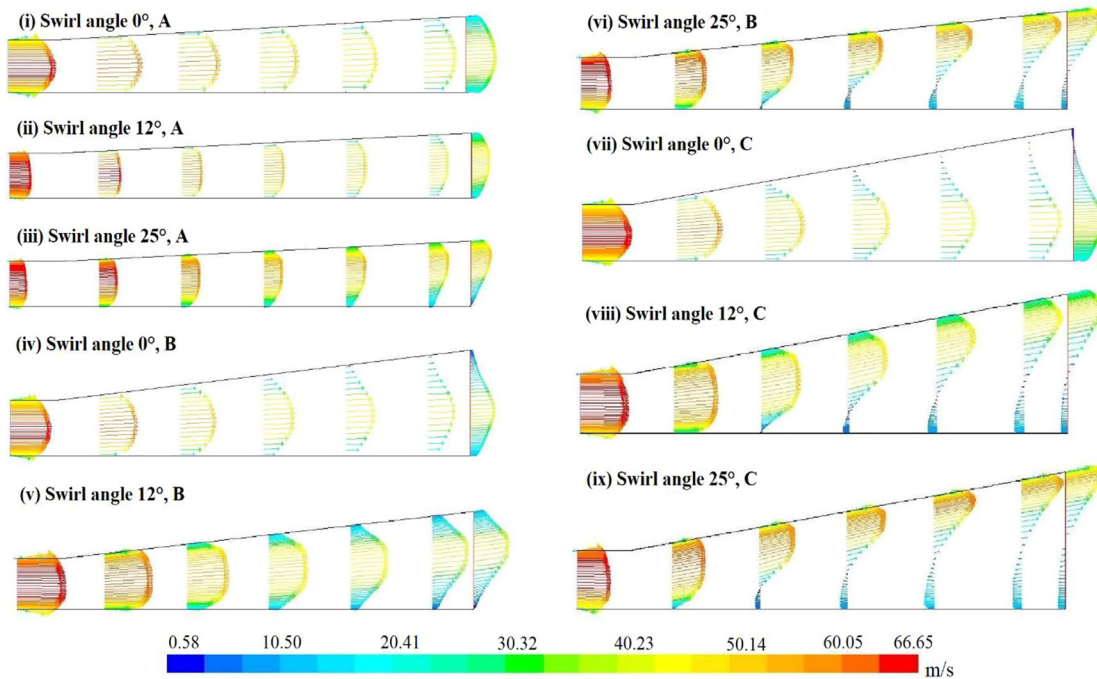 (i) Swirl angle 0°, A
(ii) Swirl angle 12°, A
(iii) Swirl angle 25°, A
(iv) Swirl angle 0°, B
(v) Swirl angle 12°, B
(vi) Swirl angle 25°, B
(vii) Swirl angle 0°, C
(viii) Swirl angle 12°, C
(ix) Swirl angle 25°, C
0.58 10.50 20.41 30.32 40.23 50.14 60.05 66.65
m/s